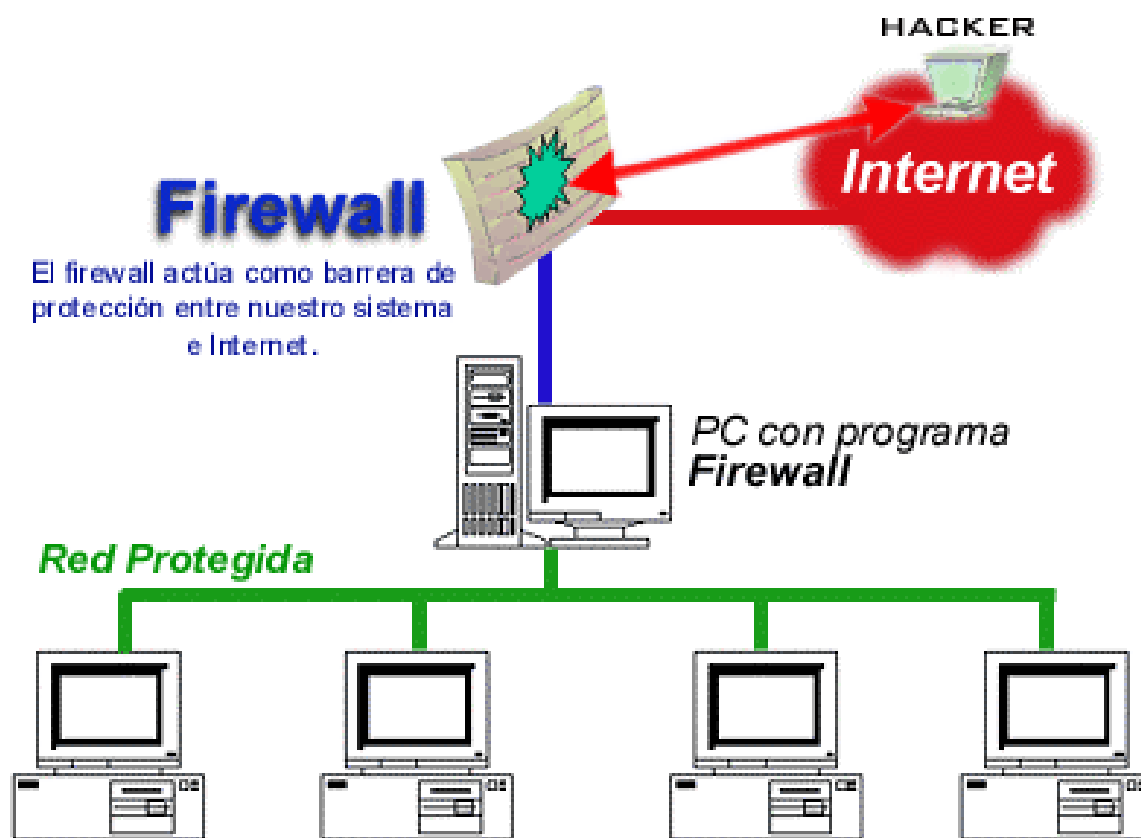 HACKER
Internet
Firewall
El firewall actúa como barrera de
protección entre nuestro sistema
e Internet.
PC con programa
Firewall
Red Protegida